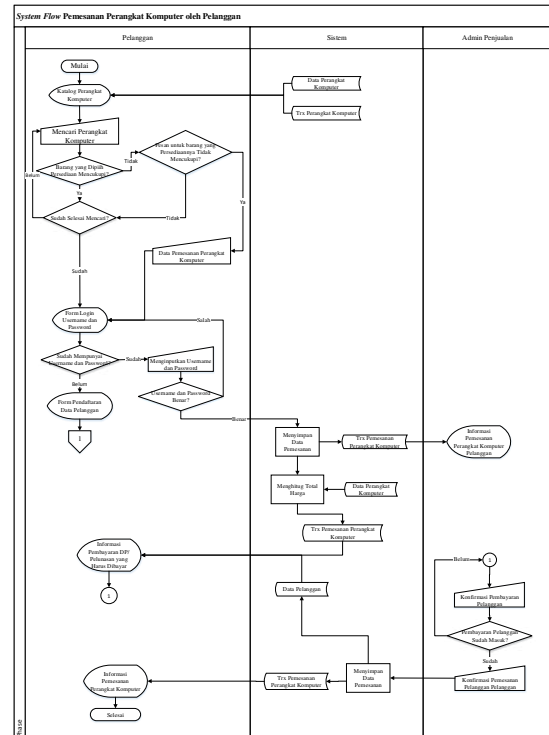 System Flow Pemesanan Perangkat Komputer oleh Pelanggan
Pelanggan
Sistem
Admin Penjualan
Mulai
Katalog Perangkat
Komputer
Data Perangkat
Komputer
Trx Perangkat Komputer
Mencari Perangkat
Komputer
Pesan untuk barang yang
Persediaannya Tidak
Mencukupi?
Tidak
Barang yang Dipilih
Persediaan Mencukupi?
Belum
Ya
Ya
Sudah Selesai Mencari?
Tidak
Data Pemesanan Perangkat
Komputer
Sudah
Form Login
Username dan
Password
Salah
Sudah Mempunyai
Username dan Password?
Sudah
Menginputkan Username
dan Password
Belum
Username dan Password
Benar?
Form Pendaftaran
Data Pelanggan
1
Benar
Menyimpan
Data
Pemesanan
Trx Pemesanan
Perangkat Komputer
Informasi
Pemesanan
Perangkat Komputer
Pelanggan
Menghitug Total
Harga
Data Perangkat
Komputer
Trx Pemesanan Perangkat
Komputer
Informasi
Pembayaran DP/
Pelunasan yang
Harus Dibayar
1
Data Pelanggan
Belum
1
Konfirmasi Pembayaran
Pelanggan
Pembayaran Pelanggan
Sudah Masuk?
Sudah
Konfirmasi Pemesanan
Pelanggan Pelanggan
Menyimpan
Data
Pemesanan
Trx Pemesanan
Perangkat Komputer
Informasi
Pemesanan
Perangkat Komputer
Selesai
Phase